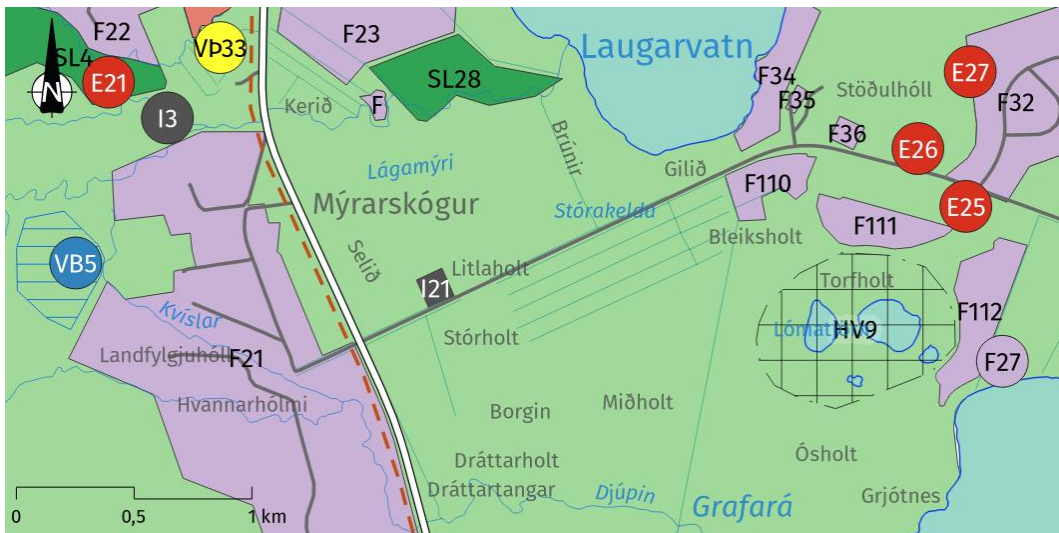 F22
SL4
E21
VÞ33
N
I3
F23
F
SL28
Kerið
Laugarvatn
F34
F35
Stöðulhóll
E27
F32
F36
E26
Lágamýri
Brúnir
Gilið
F110
E25
Mýrarskógur
Stórakelda
Bleiksholt
F111
Selið
Litlaholt
I21
VB5
Torfholt
HV9
F112
F27
Kvíslar
Stórholt
F21
Hvannarhólmi
Borgin
Miðholt
Dráttarholt
Dráttartangar
Djúpin
Grafará
Ósholt
Grjótnes
0
0,5
1 km